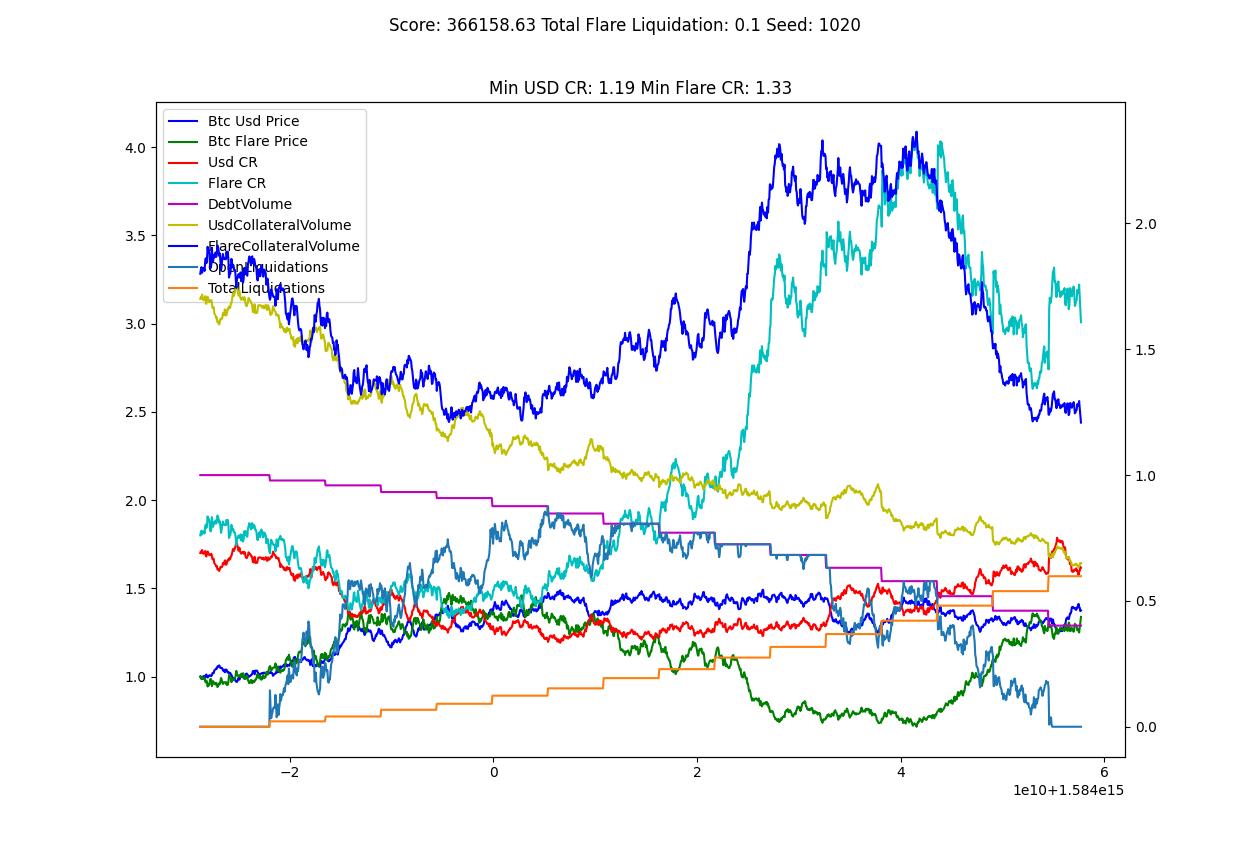 Score: 366158.63 Total Flare Liquidation: 0.1 Seed: 1020
Min USD CR: 1.19 Min Flare CR: 1.33
Btc Usd Price
Btc Flare Price
Usd CR
Flare CR
DebtVolume
UsdCollateralVolume
FlareCollateralVolume
OpenLiquidations
TotalLiquidations
4.0
3.5
3.0
2.5
2.0
1.5
1.0
2.0
1.5
1.0
0.5
0.0
−2
0
2
4
6
1e10+1.584e15